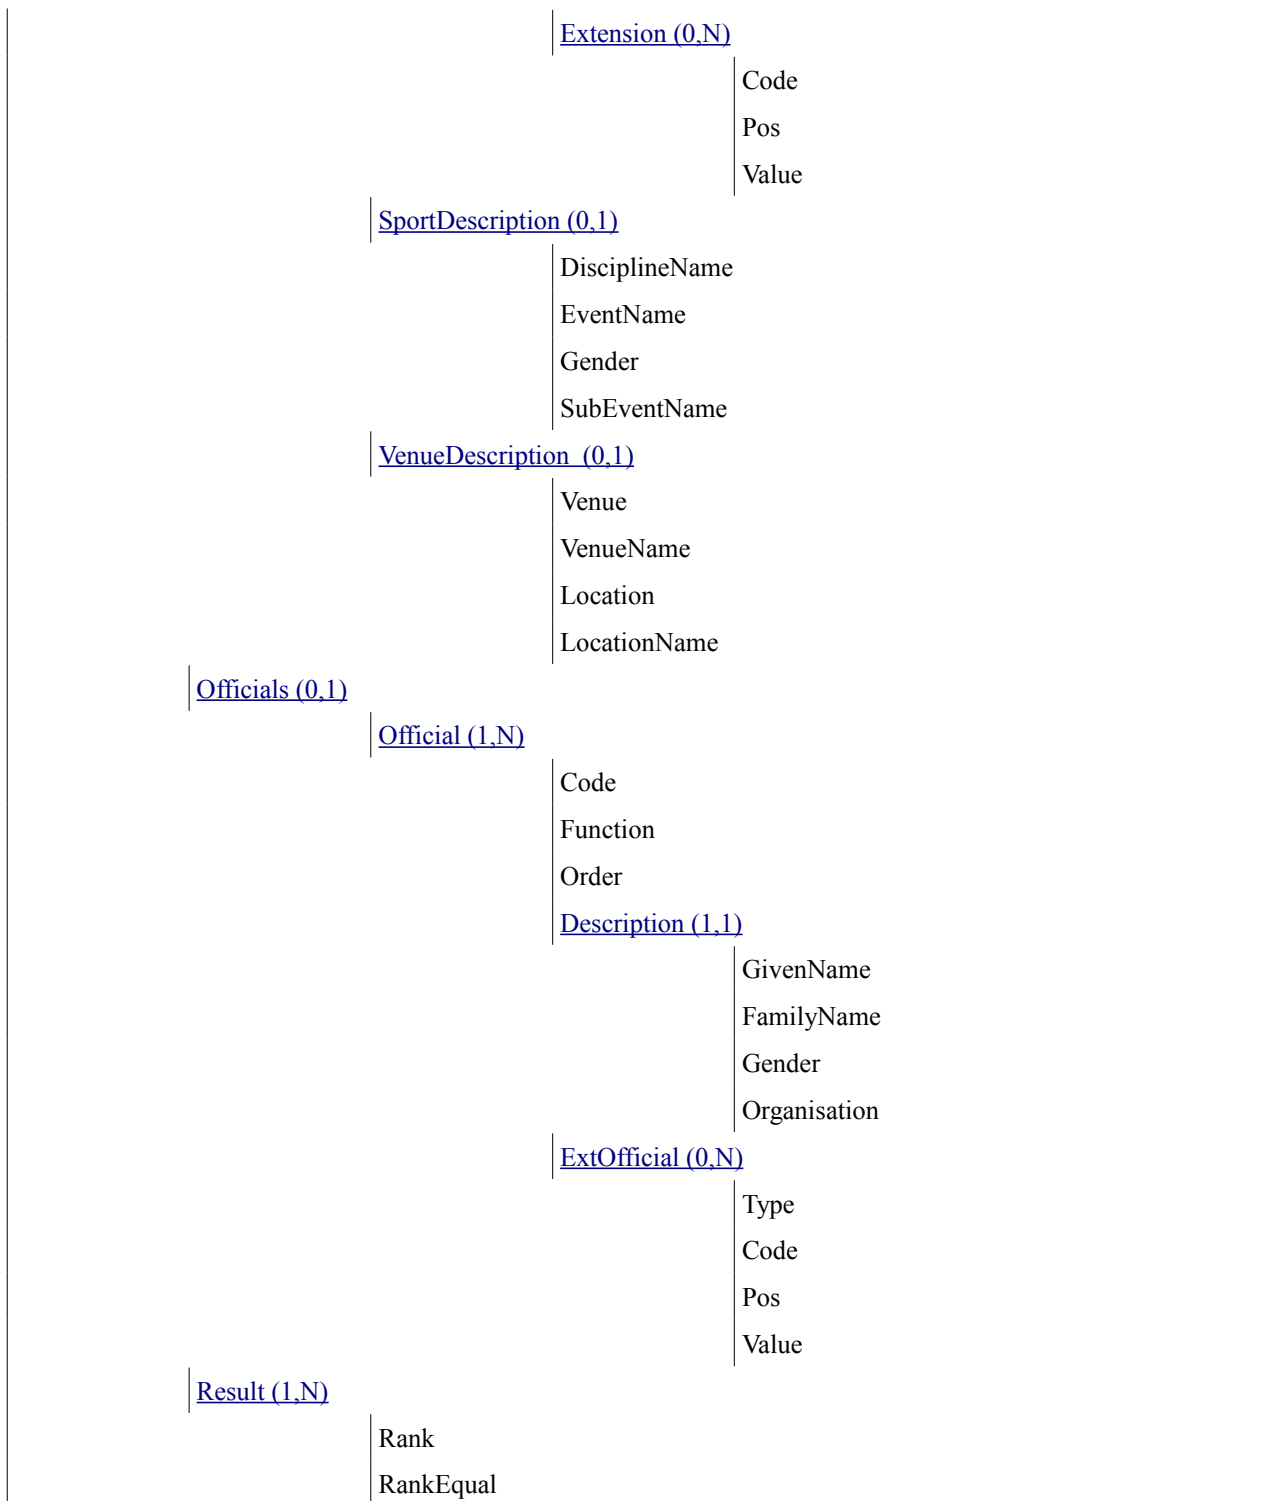 Extension (0,N)
Code
Pos
Value
SportDescription (0,1)
DisciplineName
EventName
Gender
SubEventName
VenueDescription  (0,1)
Venue
VenueName
Location
LocationName
Officials (0,1)
Official (1,N)
Code
Function
Order
Description (1,1)
GivenName
FamilyName
Gender
Organisation
ExtOfficial (0,N)
Type
Code
Pos
Value
Result (1,N)
Rank
RankEqual